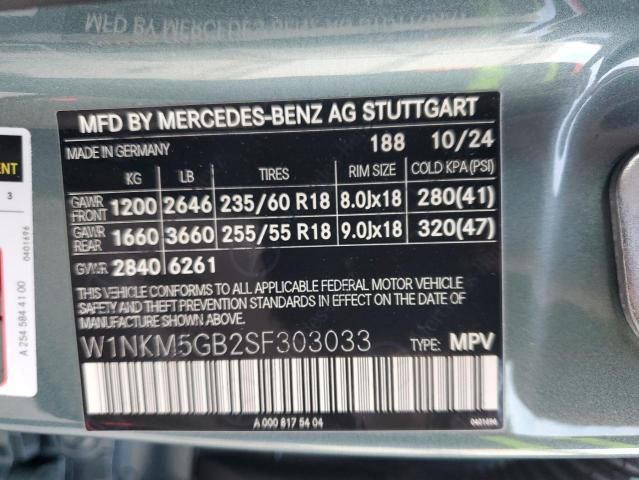 MFD BY MERCEDES-BENZ AG STUTTGART
MADE IN GERMANY 188 10/24
KG LB TIRES RIM SIZE COLD KPA(PSI)
GAWR FRONT 1200 2646 235/60 R18 8.0Jx18 280(41)
GAWR REAR 1660 3660 255/55 R18 9.0Jx18 320(47)
GVWR 2840 6261
THIS VEHICLE CONFORMS TO ALL APPLICABLE FEDERAL MOTOR VEHICLE
SAFETY AND THEFT PREVENTION STANDARDS IN EFFECT ON THE DATE OF
MANUFACTURE SHOWN ABOVE.
W1NKM5GB2SF303033 TYPE: MPV
A 000 817 54 04 0401696
3
A 254 584 41 00
0401696